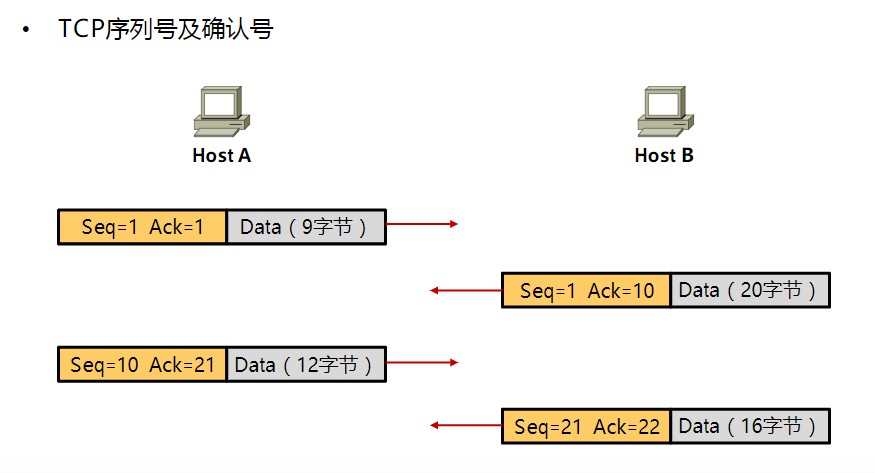 • TCP序列号及确认号
Host A
Host B
Seq=1 Ack=1 Data（9字节）
Seq=1 Ack=10 Data（20字节）
Seq=10 Ack=21 Data（12字节）
Seq=21 Ack=22 Data（16字节）